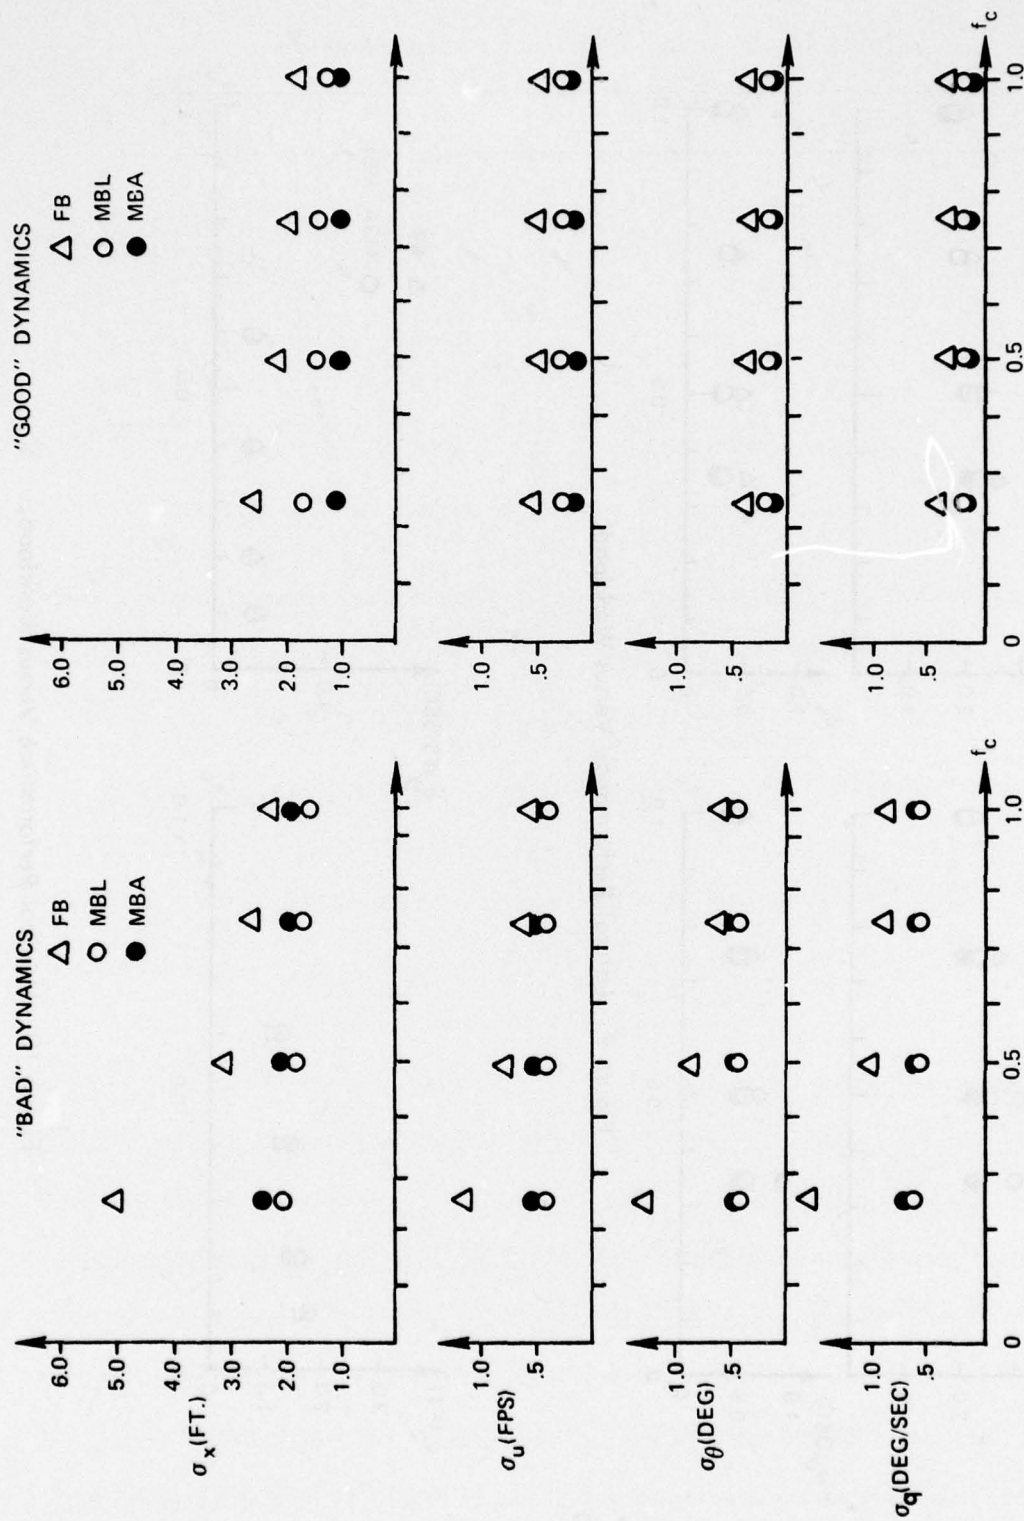 "BAD" DYNAMICS
△ FB
○ MBL
● MBA
σx(FT.)
6.0
5.0
4.0
3.0
2.0
1.0
σu(FPS)
1.0
.5
σθ(DEG)
1.0
.5
σq(DEG/SEC)
1.0
.5
0
0.5
1.0
fc
"GOOD" DYNAMICS
△ FB
○ MBL
● MBA
6.0
5.0
4.0
3.0
2.0
1.0
1.0
.5
1.0
.5
1.0
.5
0
0.5
1.0
fc